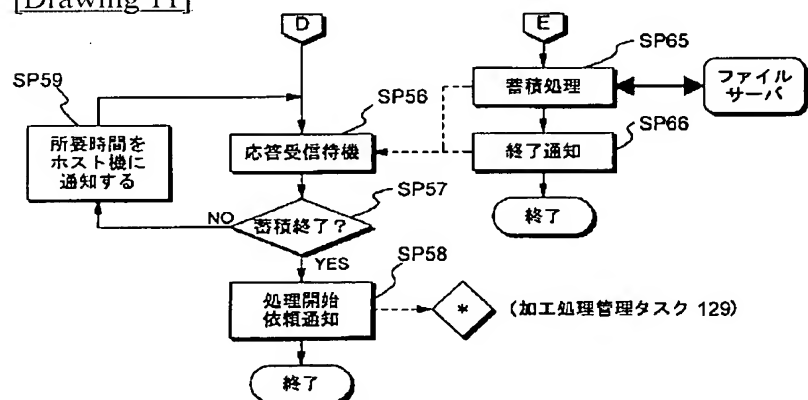 [Drawing 11]
D
E
SP65
SP59
蓄積処理
ファイル
サーバ
SP56
SP66
所要時間を
ホスト機に
通知する
応答受信待機
終了通知
SP57
NO
蓄積終了？
終了
YES
SP58
処理開始
依頼通知
*
（加工処理管理タスク 129）
終了